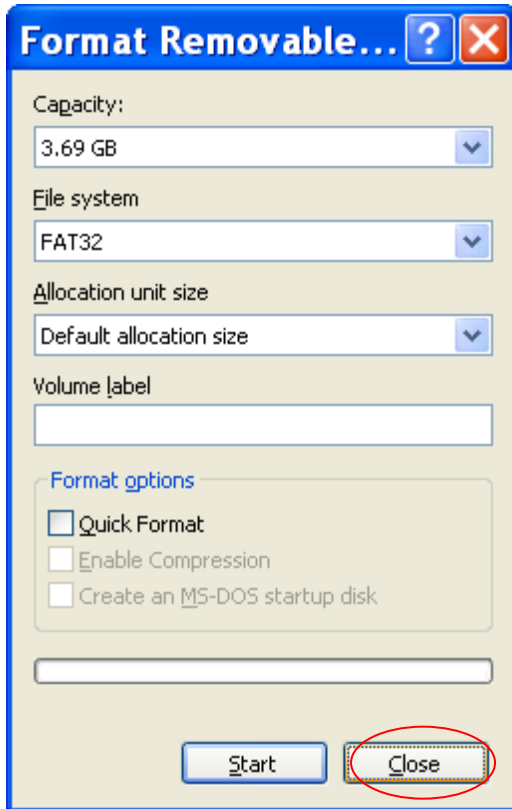 Format Removable... ?
Capacity:
3.69 GB
File system
FAT32
Allocation unit size
Default allocation size
Volume label
Format options
Quick Format
Enable Compression
Create an MS-DOS startup disk
Start Close